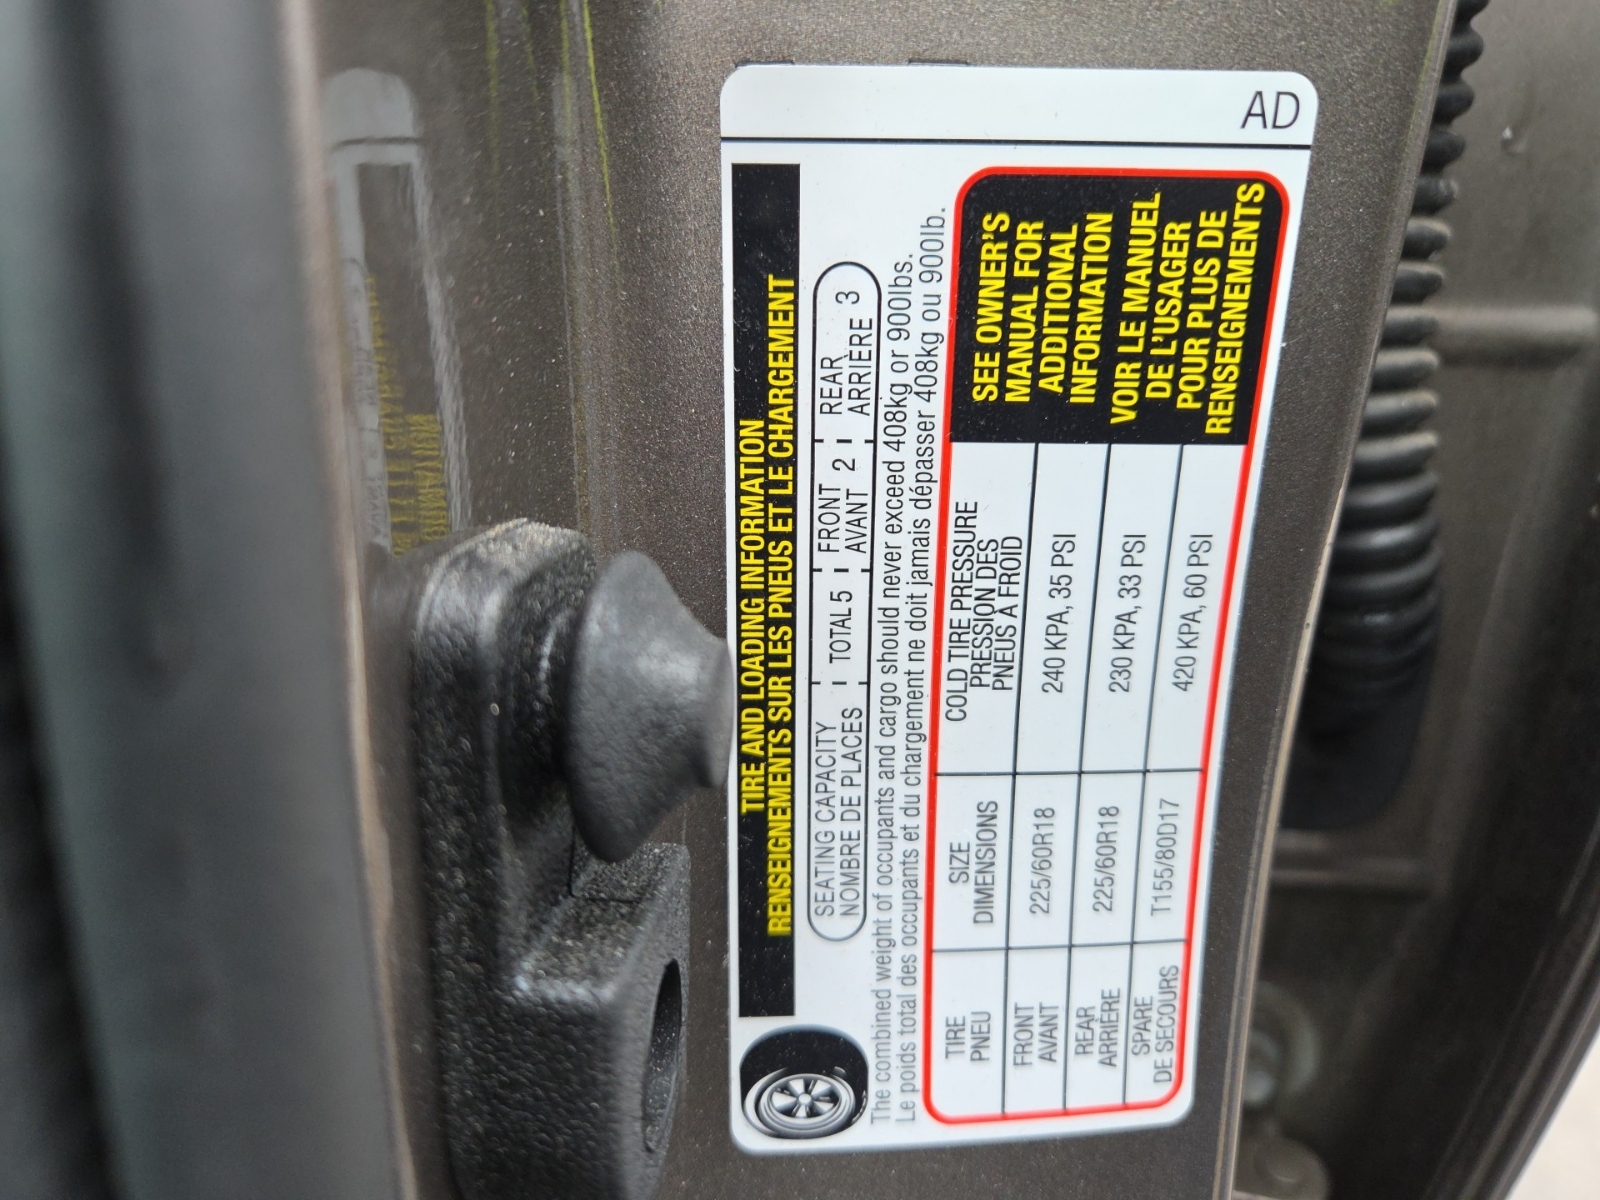 AD
TIRE AND LOADING INFORMATION
RENSEIGNEMENTS SUR LES PNEUS ET LE CHARGEMENT
SEATING CAPACITY TOTAL 5 FRONT 2 REAR 3
NOMBRE DE PLACES AVANT ARRIÈRE
The combined weight of occupants and cargo should never exceed 408kg or 900lbs.
Le poids total des occupants et du chargement ne doit jamais dépasser 408kg ou 900lb.
TIRE SIZE COLD TIRE PRESSURE
PNEU DIMENSIONS PRESSION DES
PNEUS À FROID
FRONT 225/60R18 240 KPA, 35 PSI
AVANT
REAR 225/60R18 230 KPA, 33 PSI
ARRIERE
SPARE T155/80D17 420 KPA, 60 PSI
DE SECOURS
SEE OWNER'S
MANUAL FOR
ADDITIONAL
INFORMATION
VOIR LE MANUEL
DE L'USAGER
POUR PLUS DE
RENSEIGNEMENTS